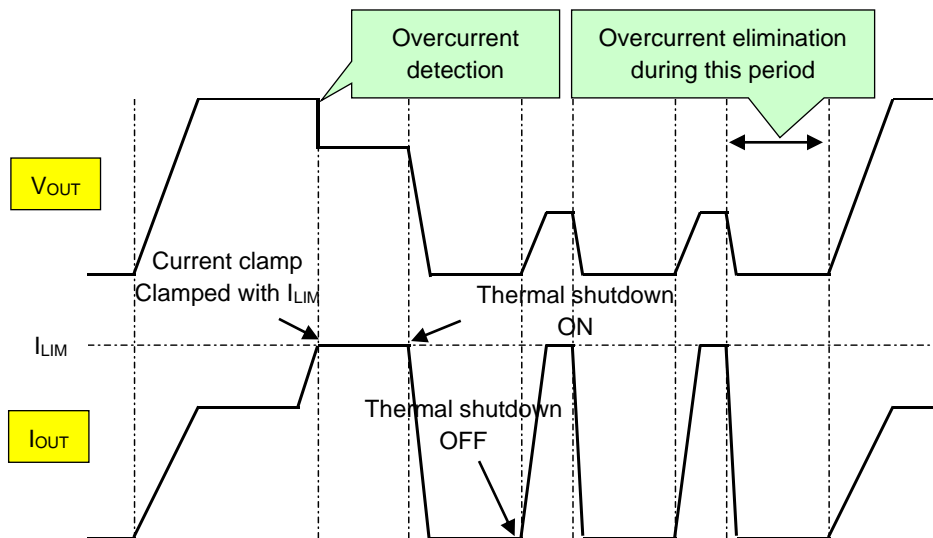 Overcurrent
detection
Overcurrent elimination
during this period
VOUT
Current clamp
Clamped with ILIM
Thermal shutdown
ON
ILIM
Thermal shutdown
OFF
IOUT